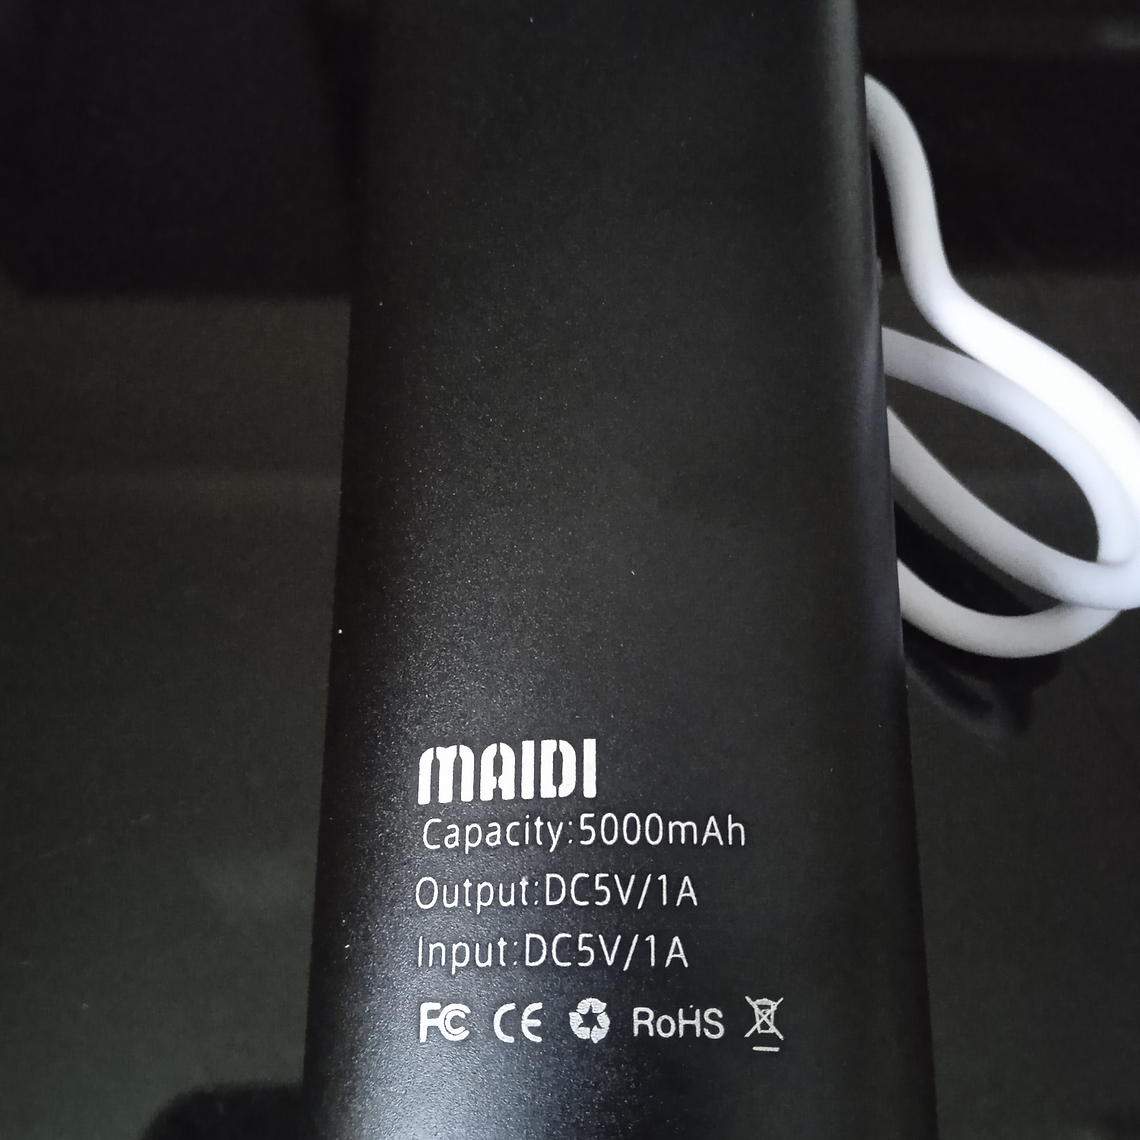 MAIDI
Capacity:5000mAh
Output:DC5V/1A
Input:DC5V/1A
FC CE RoHS